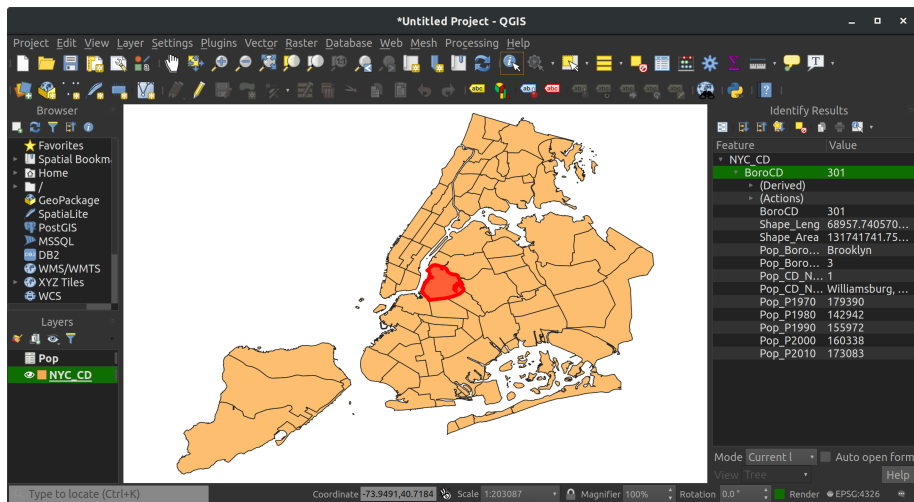 *Untitled Project - QGIS
Project Edit View Layer Settings Plugins Vector Raster Database Web Mesh Processing Help
Browser
Favorites
Spatial Bookm
Home
/
GeoPackage
SpatiaLite
PostGIS
MSSQL
DB2
WMS/WMTS
XYZ Tiles
WCS
Layers
Pop
NYC_CD
Identify Results
Feature Value
NYC_CD
BoroCD 301
(Derived)
(Actions)
BoroCD 301
Shape_Leng 68957.740570...
Shape_Area 131741741.75...
Pop_Boro... Brooklyn
Pop_Boro... 3
Pop_CD_N... 1
Pop_CD_N... Williamsburg, ...
Pop_P1970 179390
Pop_P1980 142942
Pop_P1990 155972
Pop_P2000 160338
Pop_P2010 173083
Mode Current l Auto open form
View Tree Help
Type to locate (Ctrl+K) Coordinate -73.9491,40.7184 Scale 1:203087 Magnifier 100% Rotation 0.0 ° Render EPSG:4326